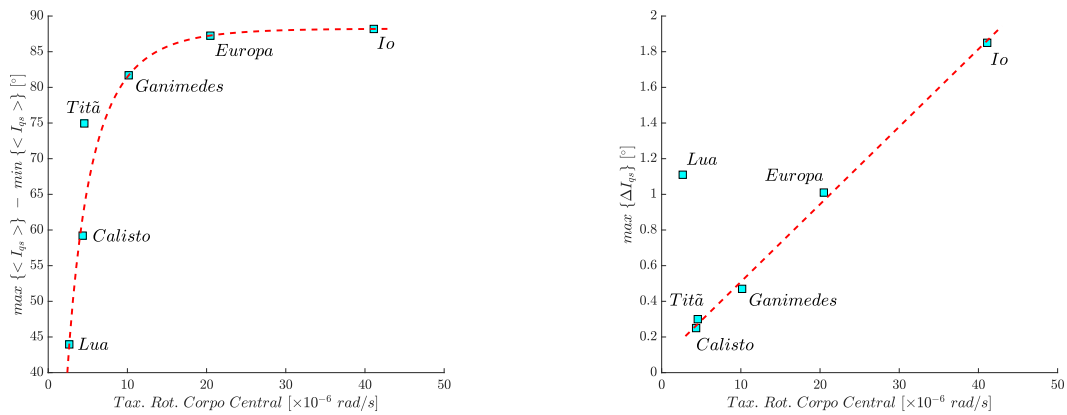 max {< I_qs >} − min {< I_qs >} [°]
90
85
80
75
70
65
60
55
50
45
40
Io
Europa
Ganimedes
Titã
Calisto
Lua
0 10 20 30 40 50
Tax. Rot. Corpo Central [×10⁻⁶ rad/s]
max {ΔI_qs} [°]
2
1.8
1.6
1.4
1.2
1
0.8
0.6
0.4
0.2
0
Io
Lua
Europa
Titã
Ganimedes
Calisto
0 10 20 30 40 50
Tax. Rot. Corpo Central [×10⁻⁶ rad/s]